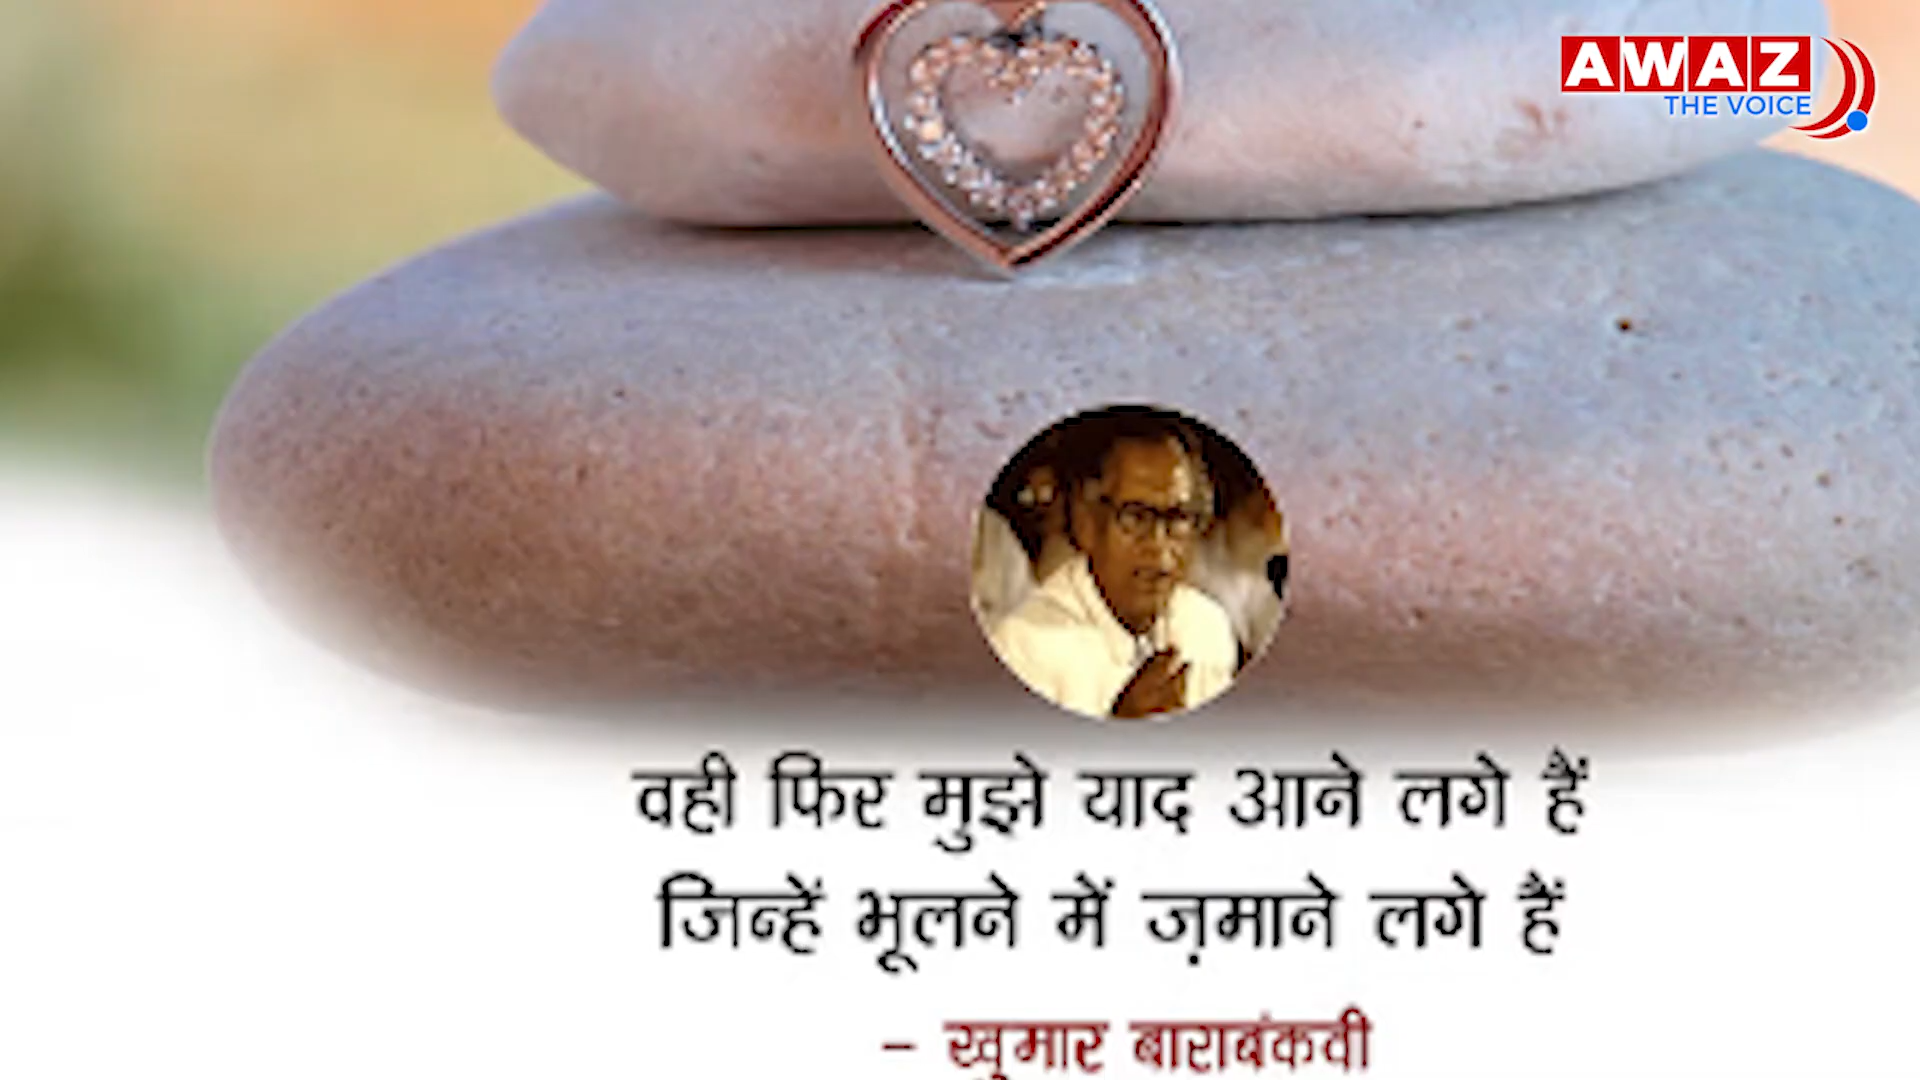 AWAZ
THE VOICE
वही फिर मुझे याद आने लगे हैं
जिन्हें भूलने में ज़माने लगे हैं
– खुमार बाराबंकवी